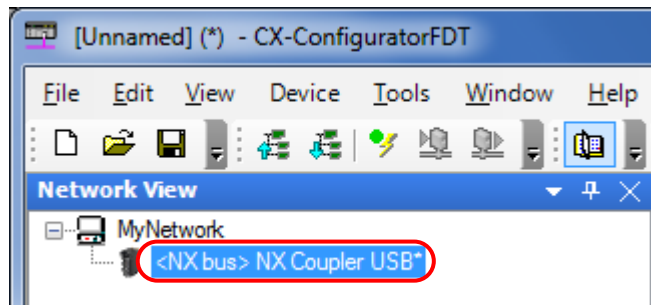 [Unnamed] (*) - CX-ConfiguratorFDT
File Edit View Device Tools Window Help
Network View
MyNetwork
<NX bus> NX Coupler USB*